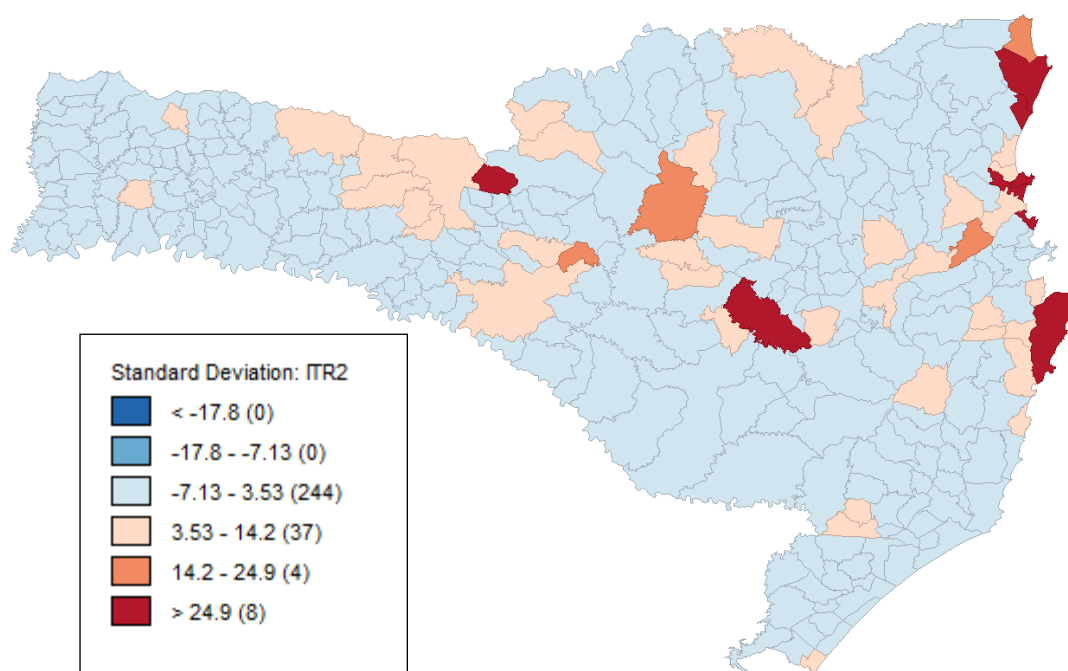 Standard Deviation: ITR2
< -17.8 (0)
-17.8 - -7.13 (0)
-7.13 - 3.53 (244)
3.53 - 14.2 (37)
14.2 - 24.9 (4)
> 24.9 (8)